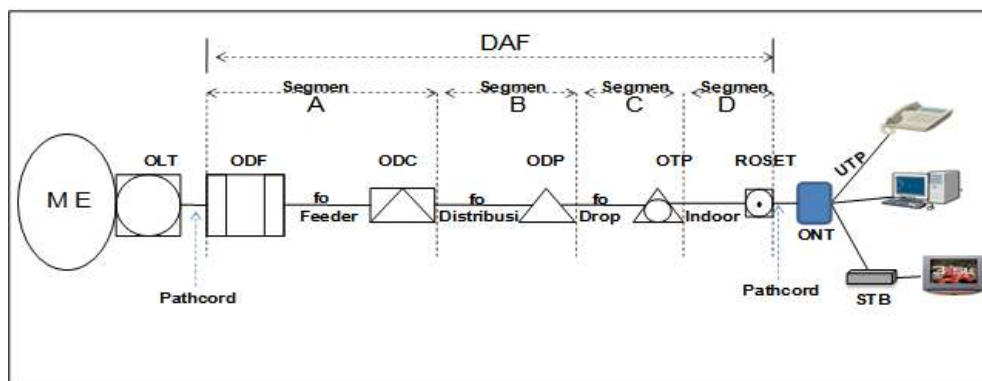 DAF
Segmen
A
Segmen
B
Segmen
C
Segmen
D
OLT
ODF
ODC
ODP
OTP
ROSET
UTP
M E
fo
Feeder
fo
Distribusi
fo
Drop
Indoor
ONT
Pathcord
Pathcord
STB